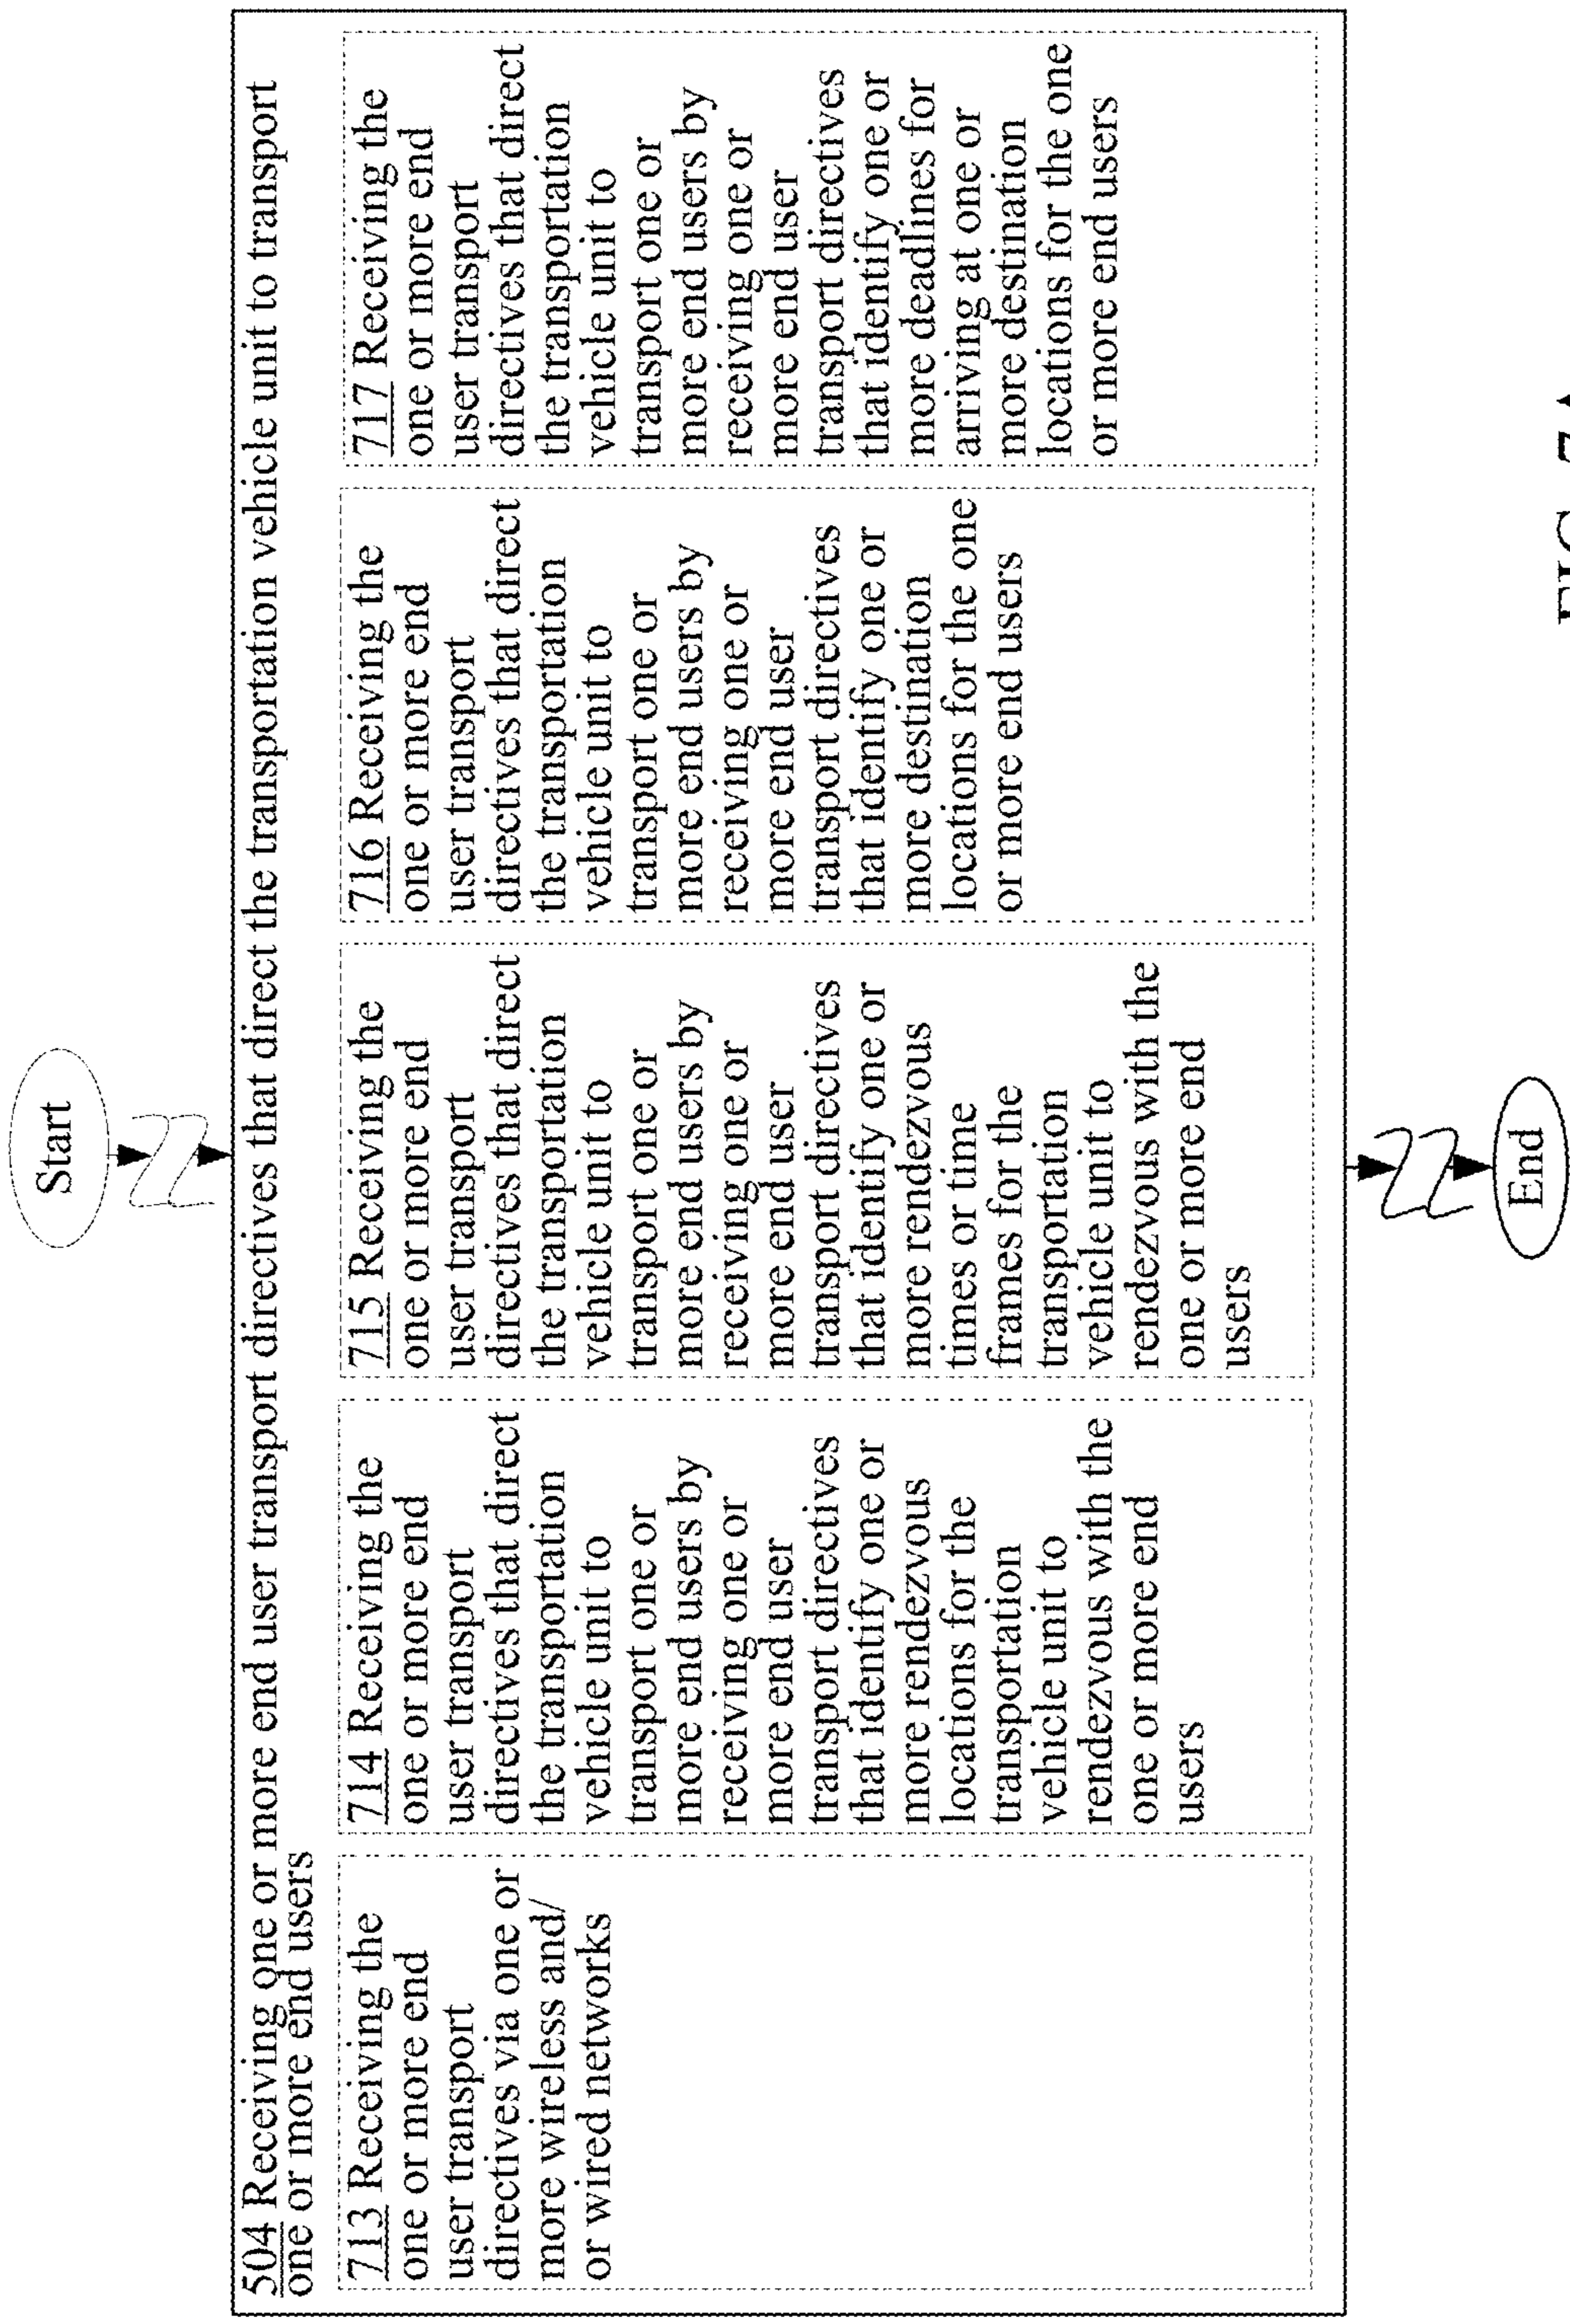 Start
504 Receiving one or more end user transport directives that direct the transportation vehicle unit to transport
one or more end users
713 Receiving the
one or more end
user transport
directives via one or
more wireless and/
or wired networks
714 Receiving the
one or more end
user transport
directives that direct
the transportation
vehicle unit to
transport one or
more end users by
receiving one or
more end user
transport directives
that identify one or
more rendezvous
locations for the
transportation
vehicle unit to
rendezvous with the
one or more end
users
715 Receiving the
one or more end
user transport
directives that direct
the transportation
vehicle unit to
transport one or
more end users by
receiving one or
more end user
transport directives
that identify one or
more rendezvous
times or time
frames for the
transportation
vehicle unit to
rendezvous with the
one or more end
users
716 Receiving the
one or more end
user transport
directives that direct
the transportation
vehicle unit to
transport one or
more end users by
receiving one or
more end user
transport directives
that identify one or
more destination
locations for the one
or more end users
717 Receiving the
one or more end
user transport
directives that direct
the transportation
vehicle unit to
transport one or
more end users by
receiving one or
more end user
transport directives
that identify one or
more deadlines for
arriving at one or
more destination
locations for the one
or more end users
End